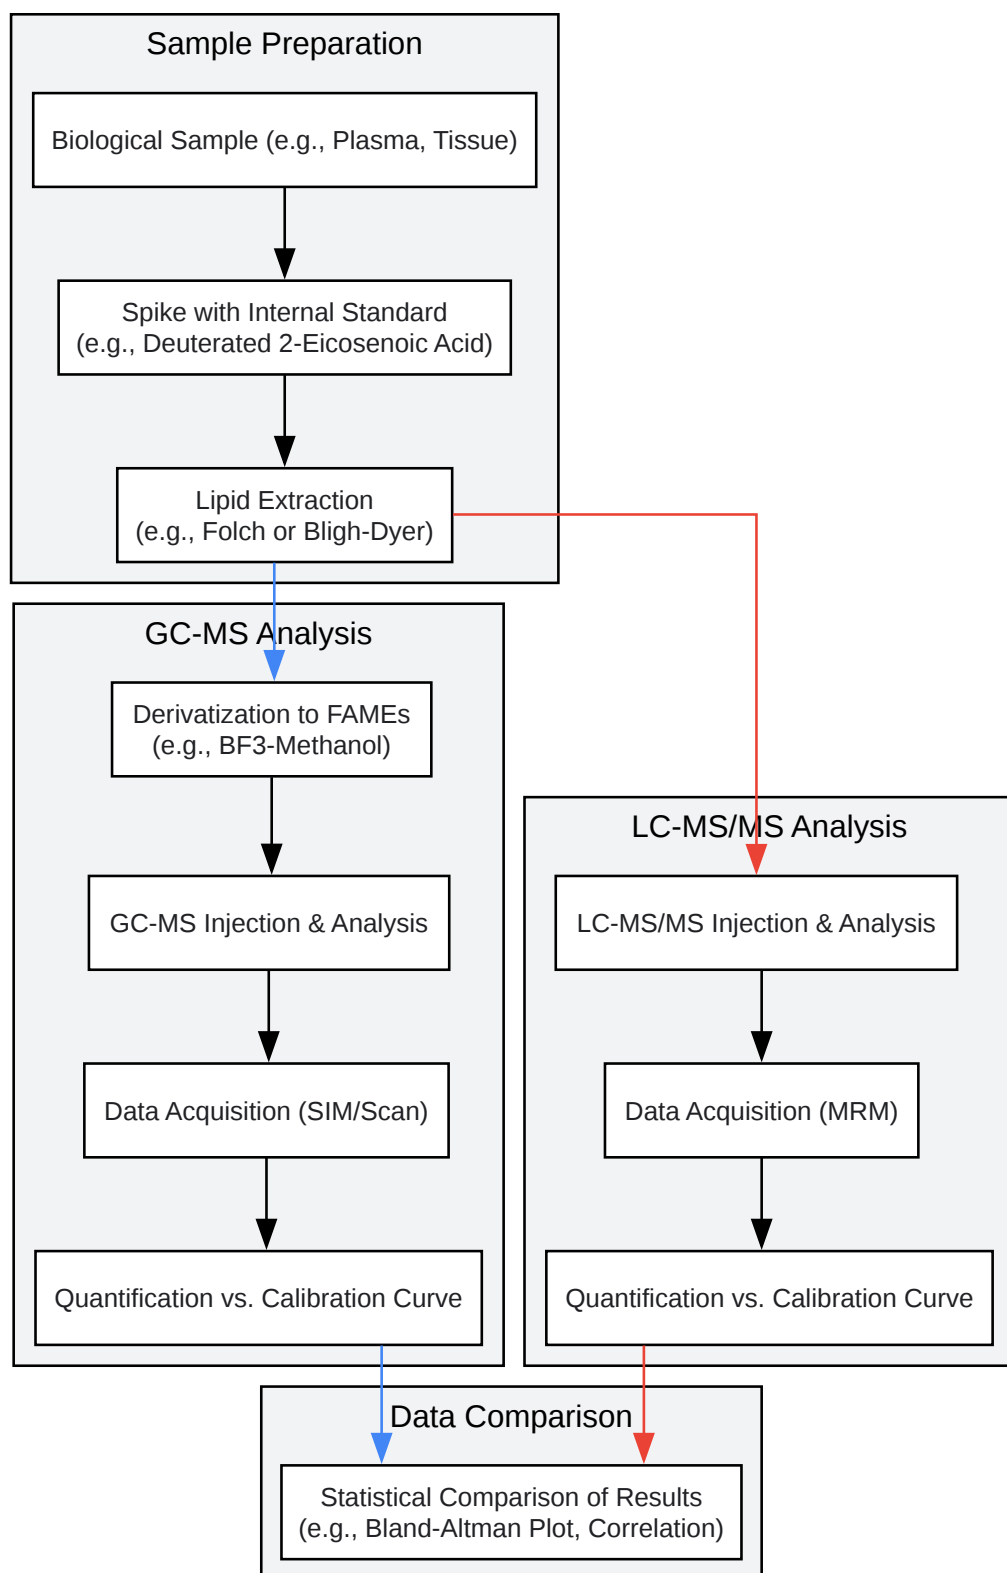 Sample Preparation
Biological Sample (e.g., Plasma, Tissue)
Spike with Internal Standard
(e.g., Deuterated 2-Eicosenoic Acid)
Lipid Extraction
(e.g., Folch or Bligh-Dyer)
GC-MS Analysis
Derivatization to FAMEs
(e.g., BF3-Methanol)
GC-MS Injection & Analysis
Data Acquisition (SIM/Scan)
Quantification vs. Calibration Curve
LC-MS/MS Analysis
LC-MS/MS Injection & Analysis
Data Acquisition (MRM)
Quantification vs. Calibration Curve
Data Comparison
Statistical Comparison of Results
(e.g., Bland-Altman Plot, Correlation)